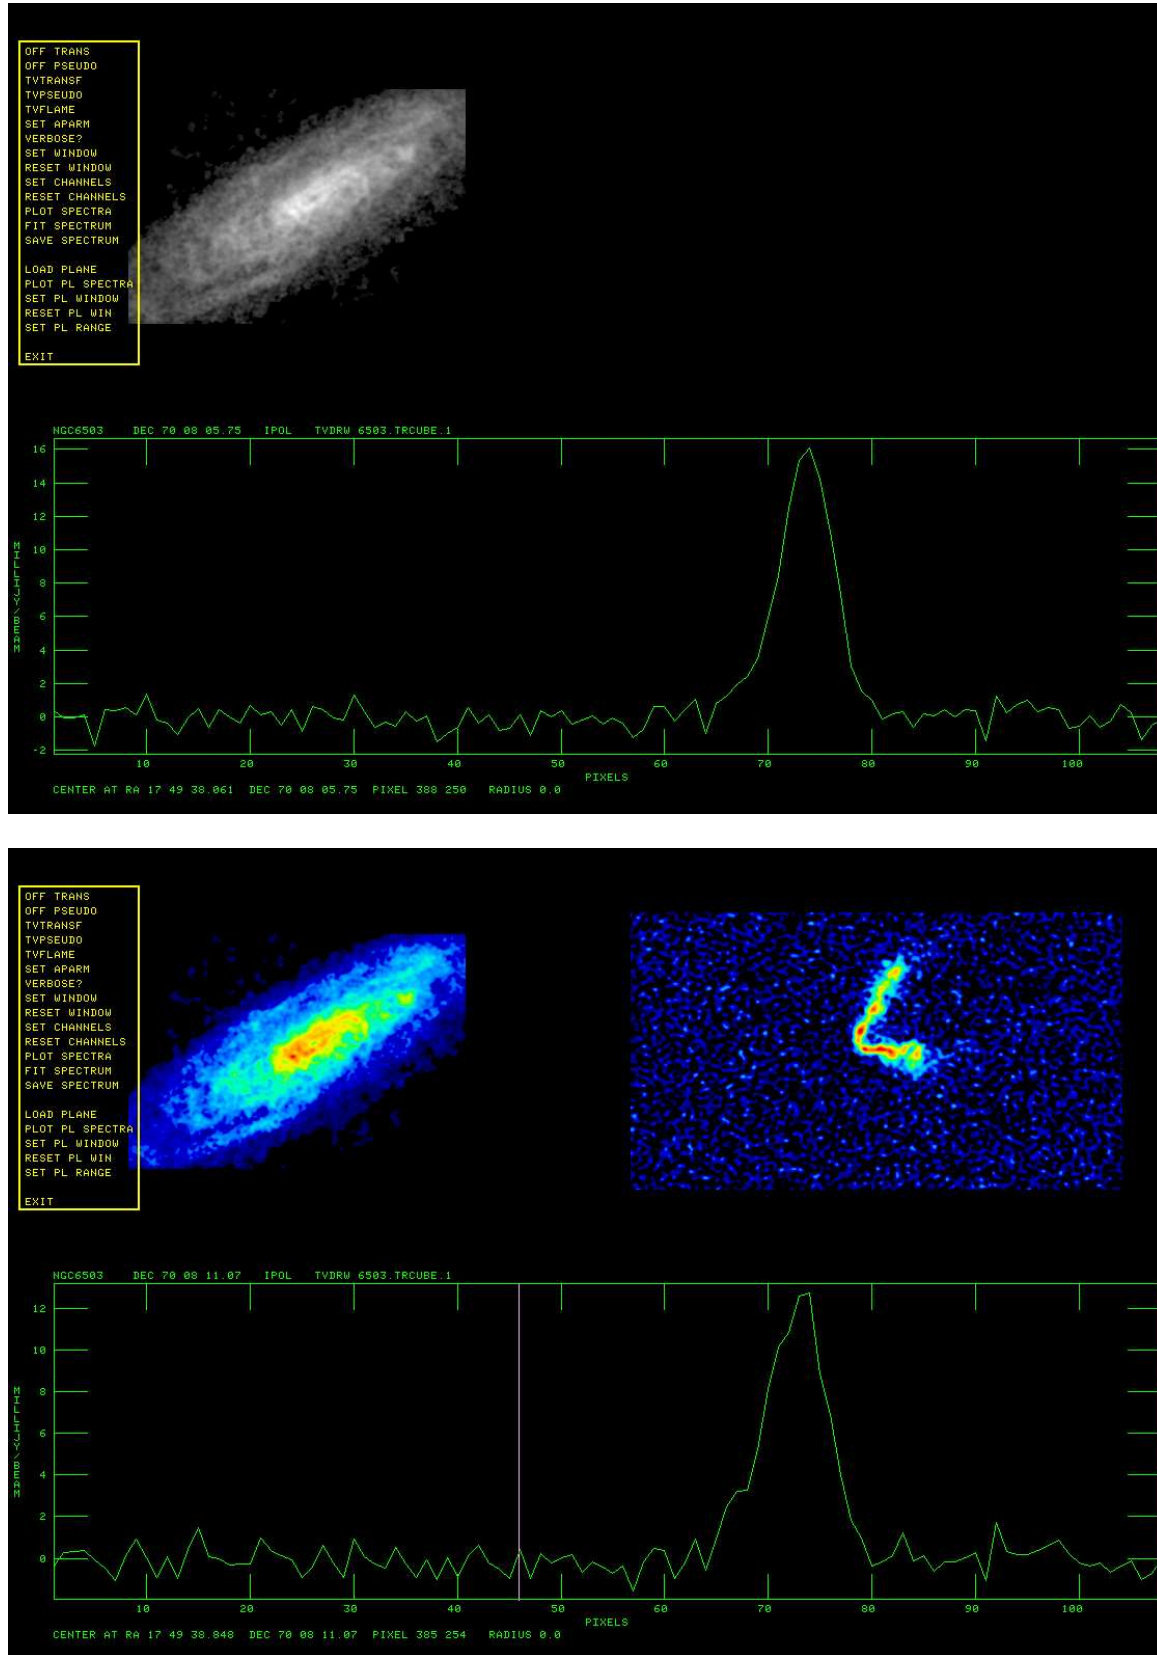 OFF TRANS
OFF PSEUDO
TVTRANSF
TVPSEUDO
TVFLAME
SET APARM
VERBOSE?
SET WINDOW
RESET WINDOW
SET CHANNELS
RESET CHANNELS
PLOT SPECTRA
FIT SPECTRUM
SAVE SPECTRUM
LOAD PLANE
PLOT PL SPECTRA
SET PL WINDOW
RESET PL WIN
SET PL RANGE
EXIT
NGC6503 DEC 70 08 05.75 IPOL TVDRW 6503.TRCUBE.1
16
14
12
10
8
6
4
2
0
-2
MILLIJY/BEAM
10 20 30 40 50 60 70 80 90 100
PIXELS
CENTER AT RA 17 49 38.061 DEC 70 08 05.75 PIXEL 388 250 RADIUS 0.0
OFF TRANS
OFF PSEUDO
TVTRANSF
TVPSEUDO
TVFLAME
SET APARM
VERBOSE?
SET WINDOW
RESET WINDOW
SET CHANNELS
RESET CHANNELS
PLOT SPECTRA
FIT SPECTRUM
SAVE SPECTRUM
LOAD PLANE
PLOT PL SPECTRA
SET PL WINDOW
RESET PL WIN
SET PL RANGE
EXIT
NGC6503 DEC 70 08 11.07 IPOL TVDRW 6503.TRCUBE.1
12
10
8
6
4
2
0
MILLIJY/BEAM
10 20 30 40 50 60 70 80 90 100
PIXELS
CENTER AT RA 17 49 38.848 DEC 70 08 11.07 PIXEL 385 254 RADIUS 0.0